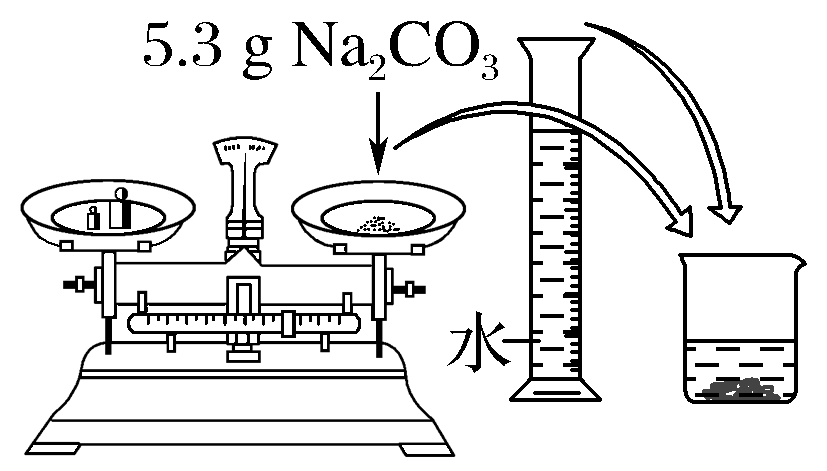 5.3 g Na₂CO₃
水